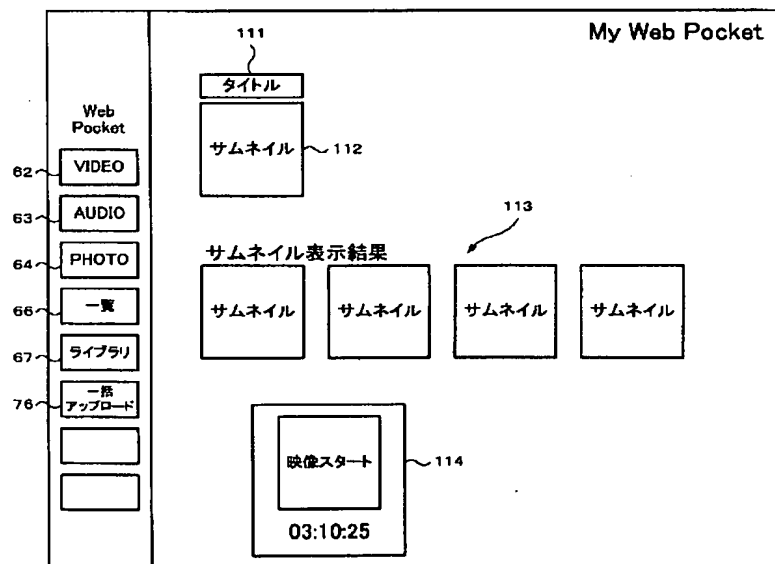 My Web Pocket
111
タイトル
Web
Pocket
サムネイル
112
62
VIDEO
63
AUDIO
113
64
PHOTO
サムネイル表示結果
66
一覧
サムネイル
サムネイル
サムネイル
サムネイル
67
ライブラリ
76
一括
アップロード
映像スタート
114
03:10:25